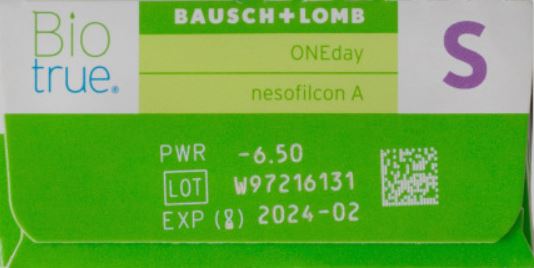 Bio
true®
BAUSCH+LOMB
ONEday
nesofilcon A
S
PWR -6.50
LOT W97216131
EXP 2024-02